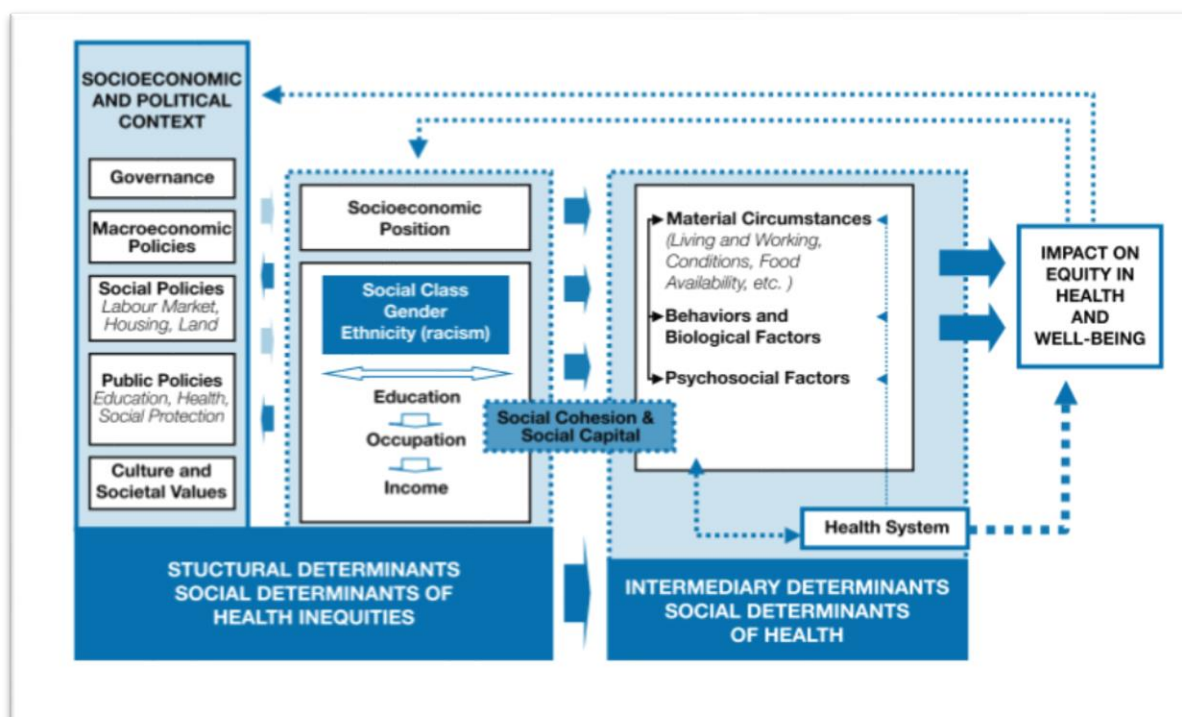 SOCIOECONOMIC
AND POLITICAL
CONTEXT
Governance
Macroeconomic
Policies
Social Policies
Labour Market,
Housing, Land
Public Policies
Education, Health,
Social Protection
Culture and
Societal Values
Socioeconomic
Position
Social Class
Gender
Ethnicity (racism)
Education
Occupation
Income
Social Cohesion &
Social Capital
Material Circumstances
(Living and Working,
Conditions, Food
Availability, etc. )
Behaviors and
Biological Factors
Psychosocial Factors
Health System
IMPACT ON
EQUITY IN
HEALTH
AND
WELL-BEING
STUCTURAL DETERMINANTS
SOCIAL DETERMINANTS OF
HEALTH INEQUITIES
INTERMEDIARY DETERMINANTS
SOCIAL DETERMINANTS
OF HEALTH